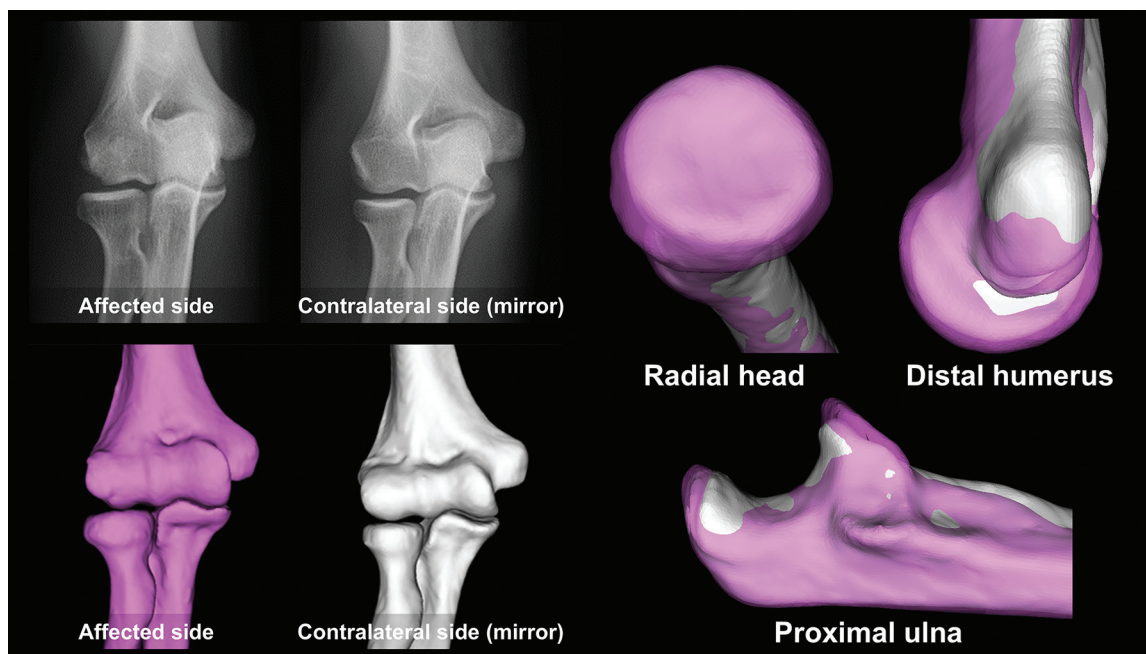 Affected side
Contralateral side (mirror)
Radial head
Distal humerus
Affected side
Contralateral side (mirror)
Proximal ulna